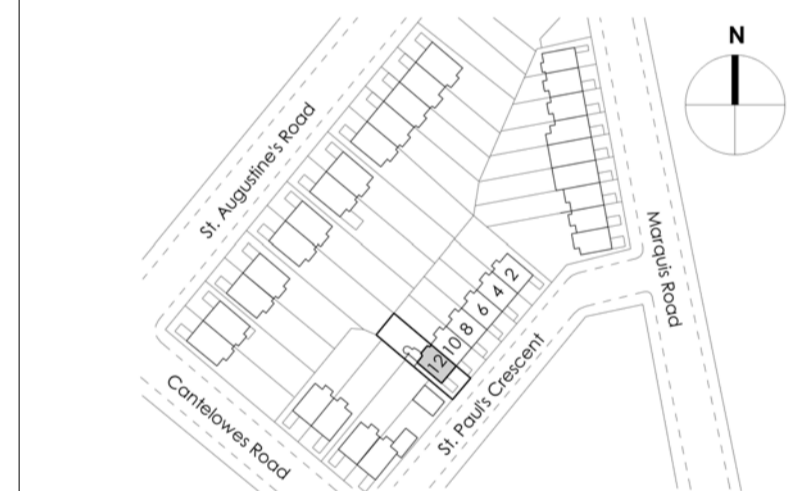 N
St. Augustine's Road
Marquis Road
2
4
6
8
10
12
St. Paul's Crescent
Cantelowes Road